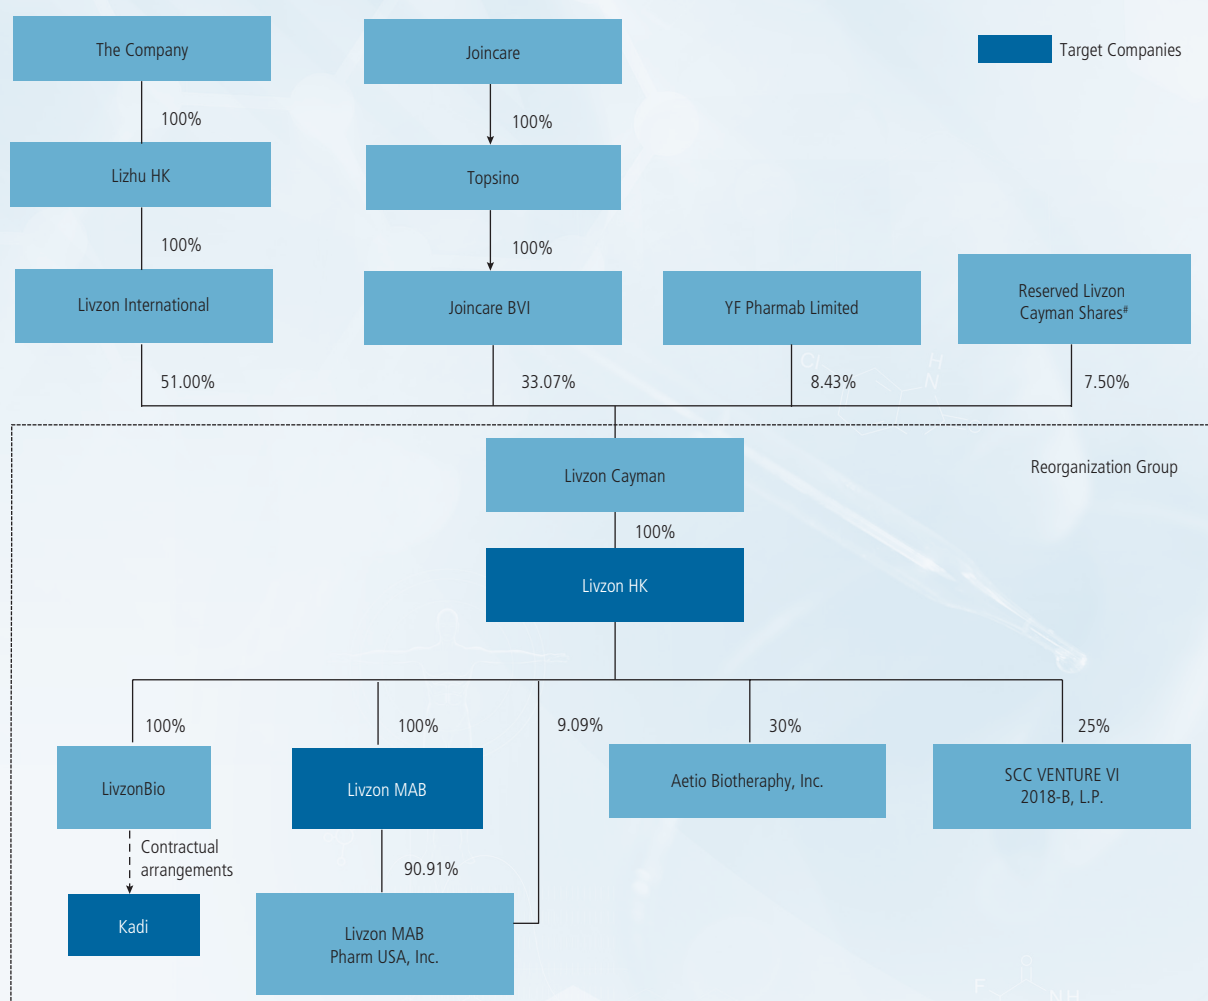 The Company
Joincare
Target Companies
100%
100%
Lizhu HK
Topsino
100%
100%
Livzon International
Joincare BVI
YF Pharmab Limited
Reserved Livzon
Cayman Shares#
51.00%
33.07%
8.43%
7.50%
Cl
H
N
Livzon Cayman
Reorganization Group
100%
Livzon HK
100%
100%
9.09%
30%
25%
LivzonBio
Livzon MAB
Aetio Biotheraphy, Inc.
SCC VENTURE VI
2018-B, L.P.
Contractual
arrangements
90.91%
Kadi
Livzon MAB
Pharm USA, Inc.
F
O
NH